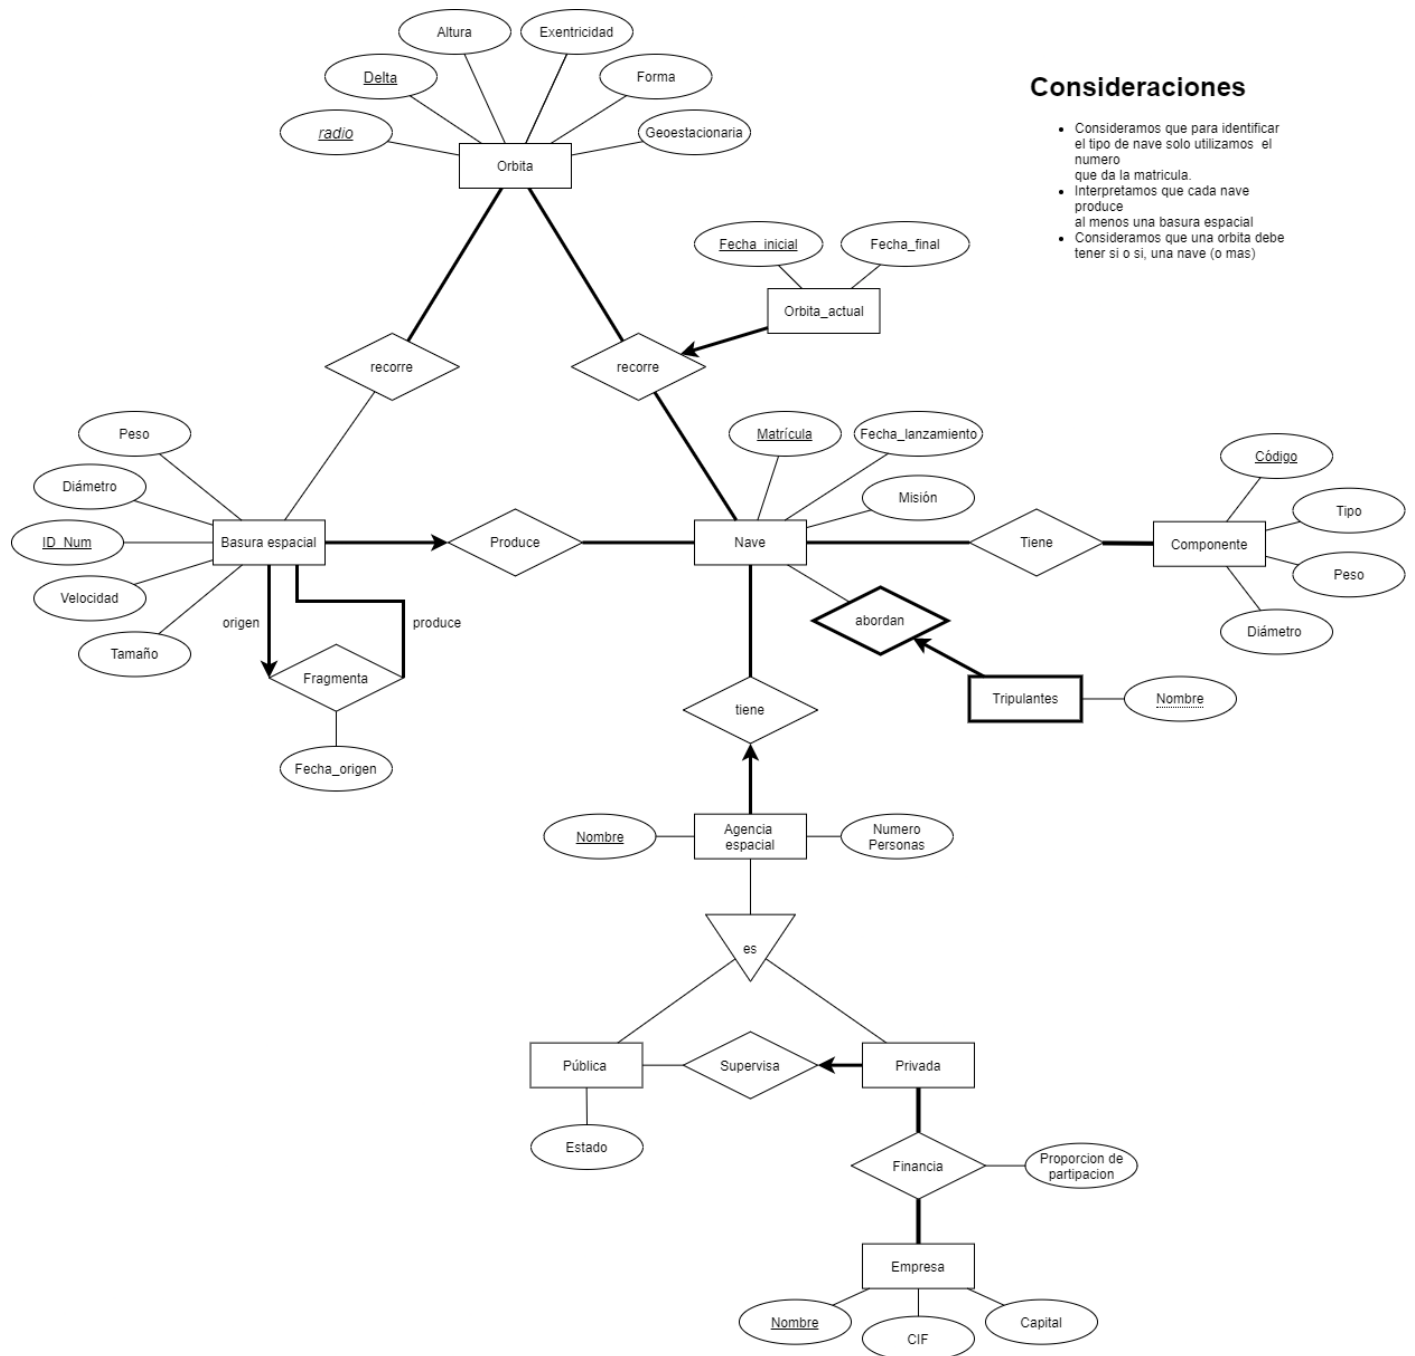 Altura
Exentricidad
Delta
Forma
radio
Geoestacionaria
Orbita
Consideraciones
Consideramos que para identificar
el tipo de nave solo utilizamos el
numero
que da la matricula.
Interpretamos que cada nave
produce
al menos una basura espacial
Consideramos que una orbita debe
tener si o si, una nave (o mas)
Fecha_inicial
Fecha_final
Orbita_actual
recorre
recorre
Peso
Matrícula
Fecha_lanzamiento
Código
Diámetro
Misión
Tipo
ID_Num
Basura espacial
Produce
Nave
Tiene
Componente
Velocidad
Peso
origen
produce
abordan
Diámetro
Tamaño
Fragmenta
Tripulantes
Nombre
tiene
Fecha_origen
Nombre
Agencia
espacial
Numero
Personas
es
Pública
Supervisa
Privada
Estado
Financia
Proporcion de
partipacion
Empresa
Nombre
CIF
Capital